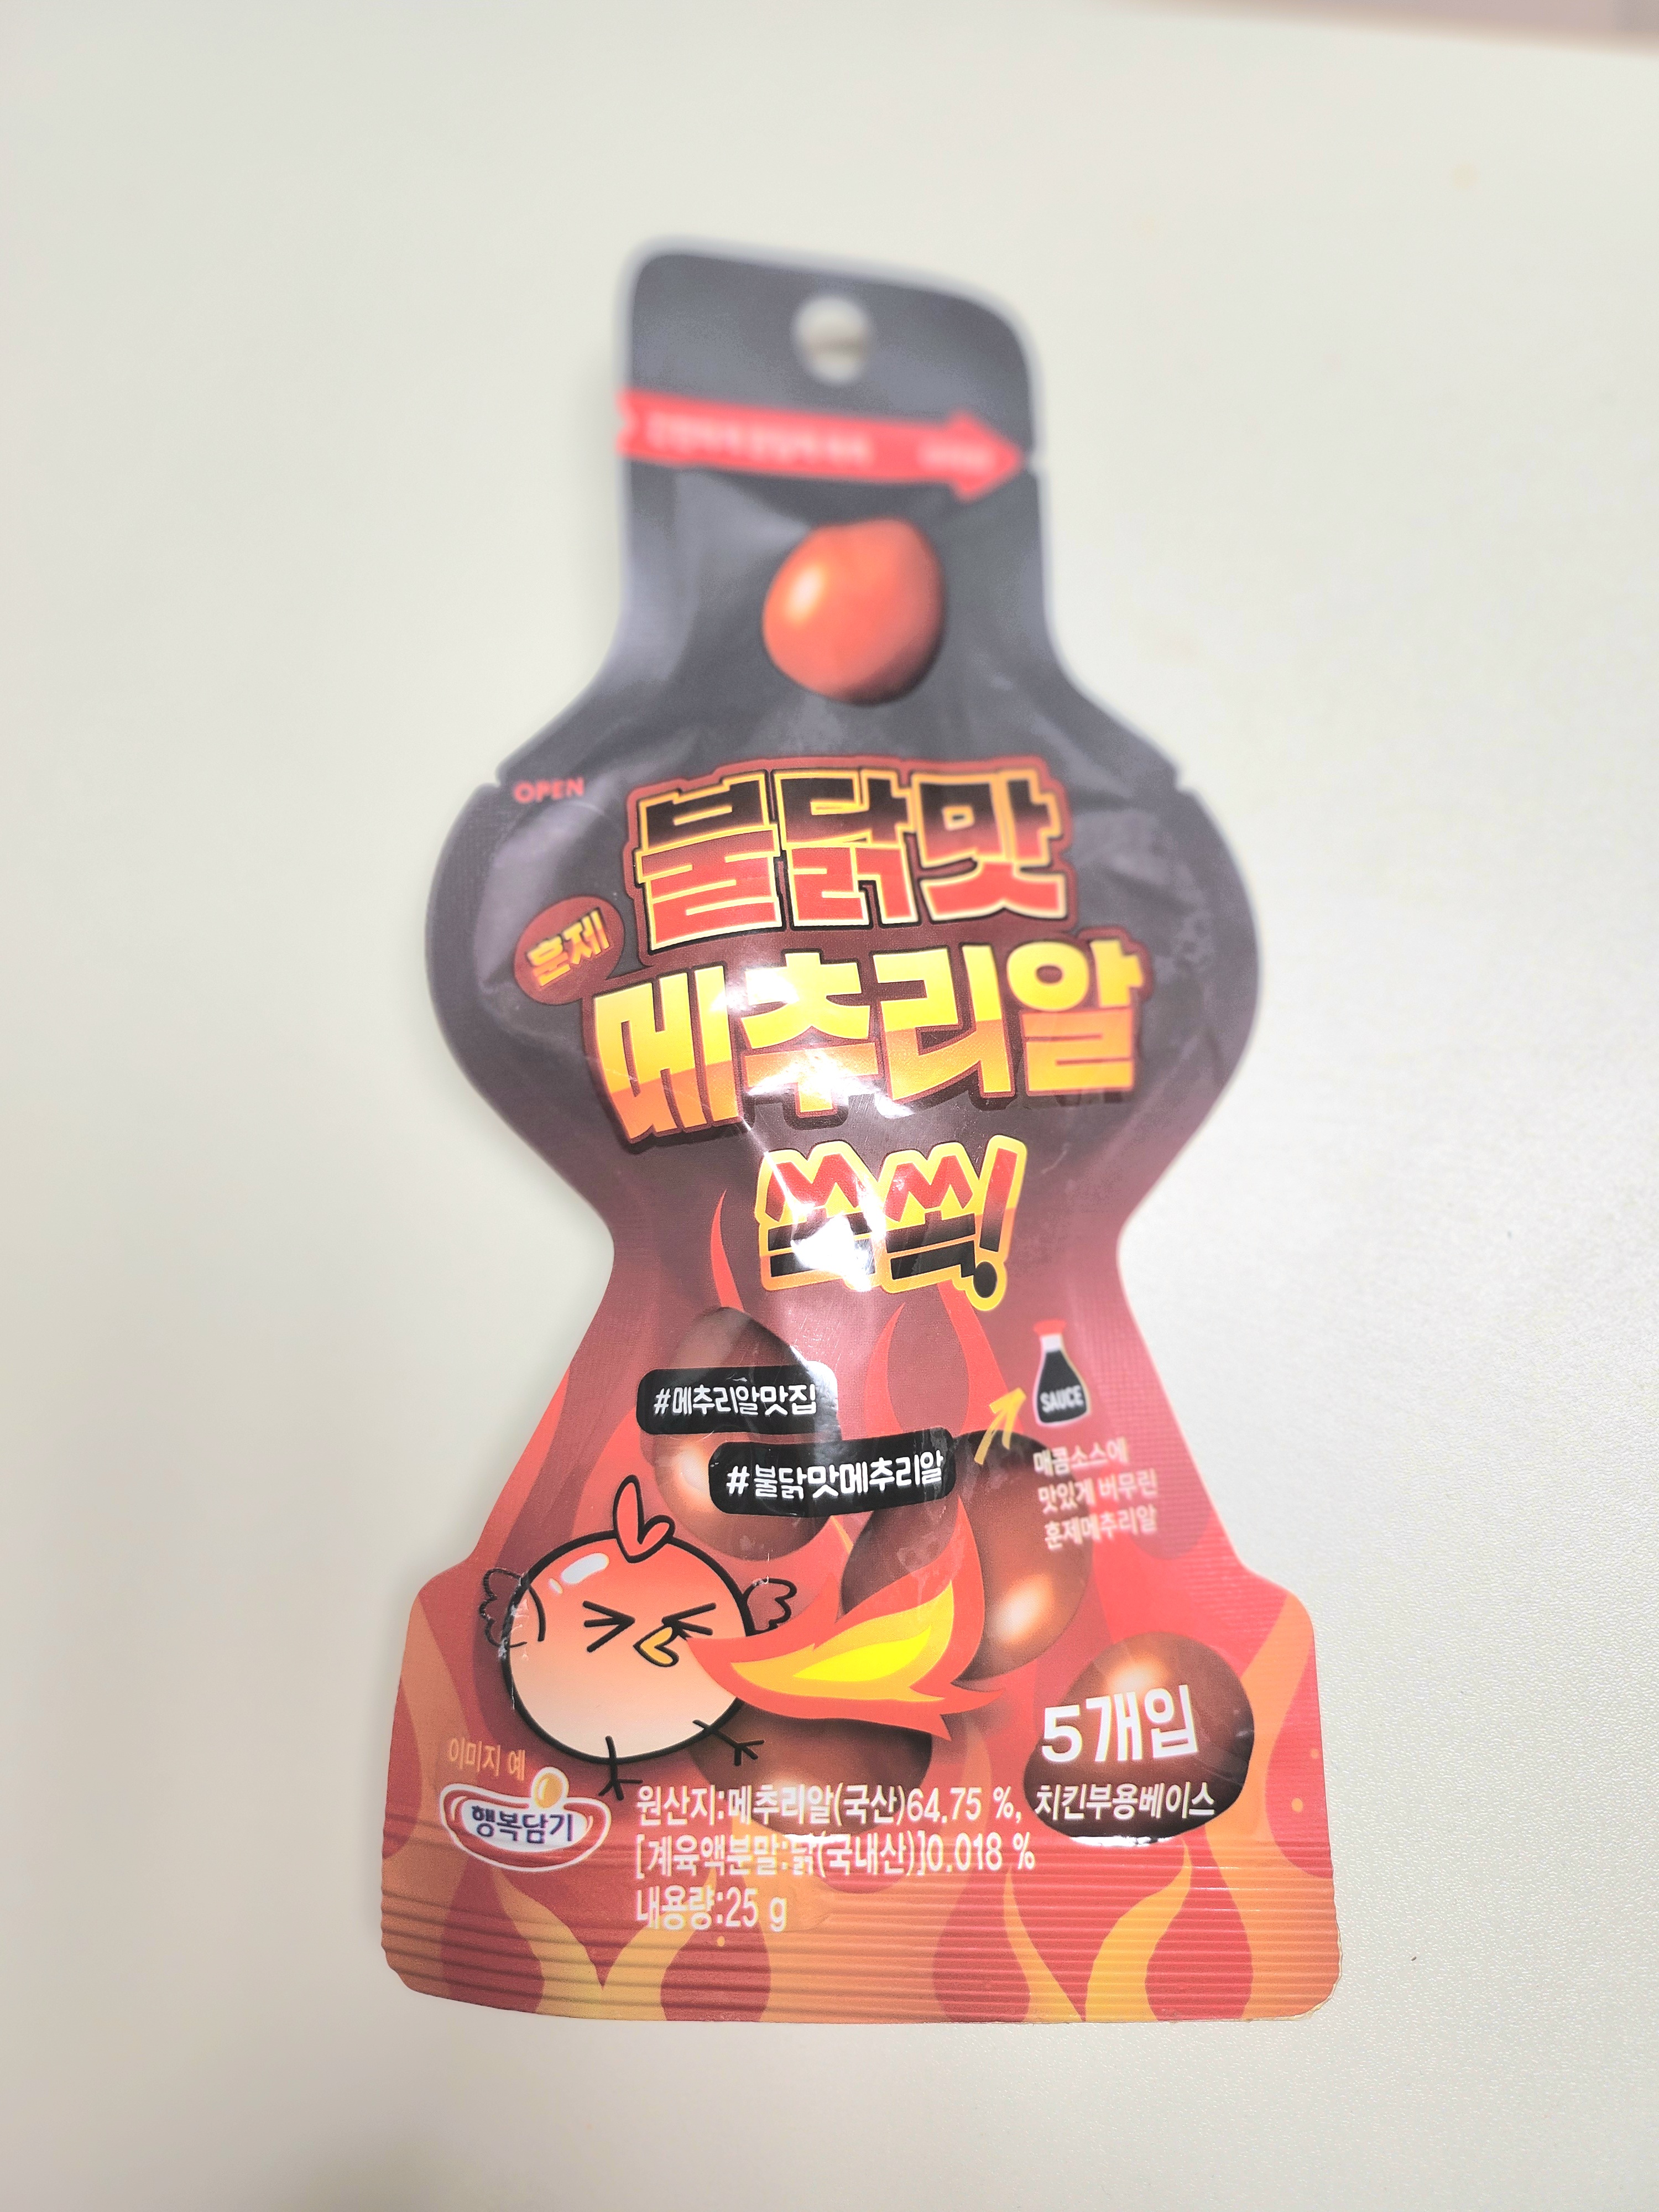 OPEN
불닭맛
훈제
메추리알
쏙쏙!
#메추리알맛집
#불닭맛메추리알
SAUCE
매콤소스에
맛있게 버무린
훈제메추리알
5개입
이미지 예
행복담기
원산지:메추리알(국산)64.75 %, 치킨부용베이스
[계육액분말:닭(국내산)]0.018 %
내용량:25 g